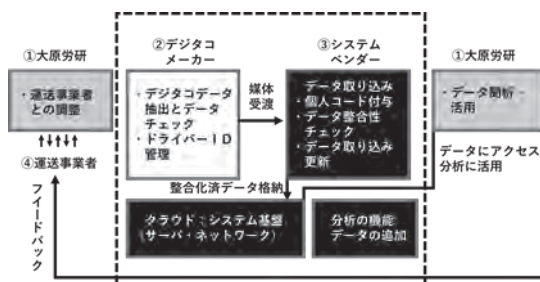 ①大原労研
・運送事業者
との調整
④運送事業者
フィードバック
②デジタコ
メーカー
・デジタコデータ
抽出とデータ
チェック
・ドライバーID
管理
媒体
受渡
③システム
ベンダー
データ取り込み
・個人コード付与
・データ整合性
チェック
・データ取り込み
更新
整合化済データ格納
クラウド:システム基盤
(サーバ・ネットワーク)
分析の機能
データの追加
①大原労研
・データ開析・
活用
データにアクセス
分析に活用